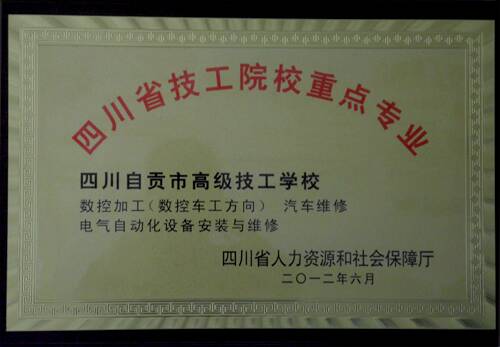 四川省技工院校重点专业
四川自贡市高级技工学校
数控加工（数控车工方向） 汽车维修
电气自动化设备安装与维修
四川省人力资源和社会保障厅
二〇一二年六月